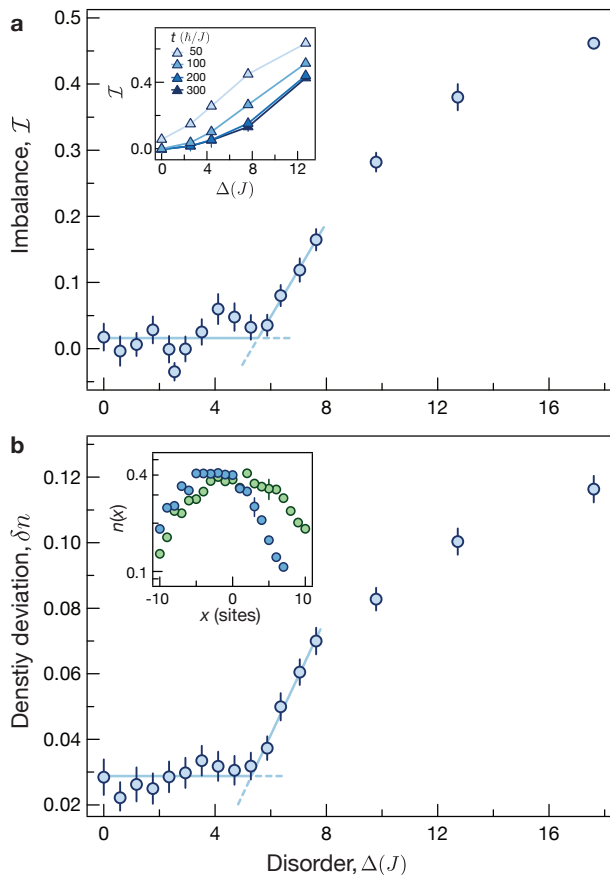 a
0.5
0.4
0.3
0.2
0.1
0.0
Imbalance, I
t (ħ/J)
50
100
200
300
0.4
0.0
I
0 4 8 12
Δ(J)
0 4 8 12 16
b
0.12
0.10
0.08
0.06
0.04
0.02
Denstiy deviation, δn
0.4
0.1
n(x)
-10 -5 0 5 10
x (sites)
0 4 8 12 16
Disorder, Δ(J)